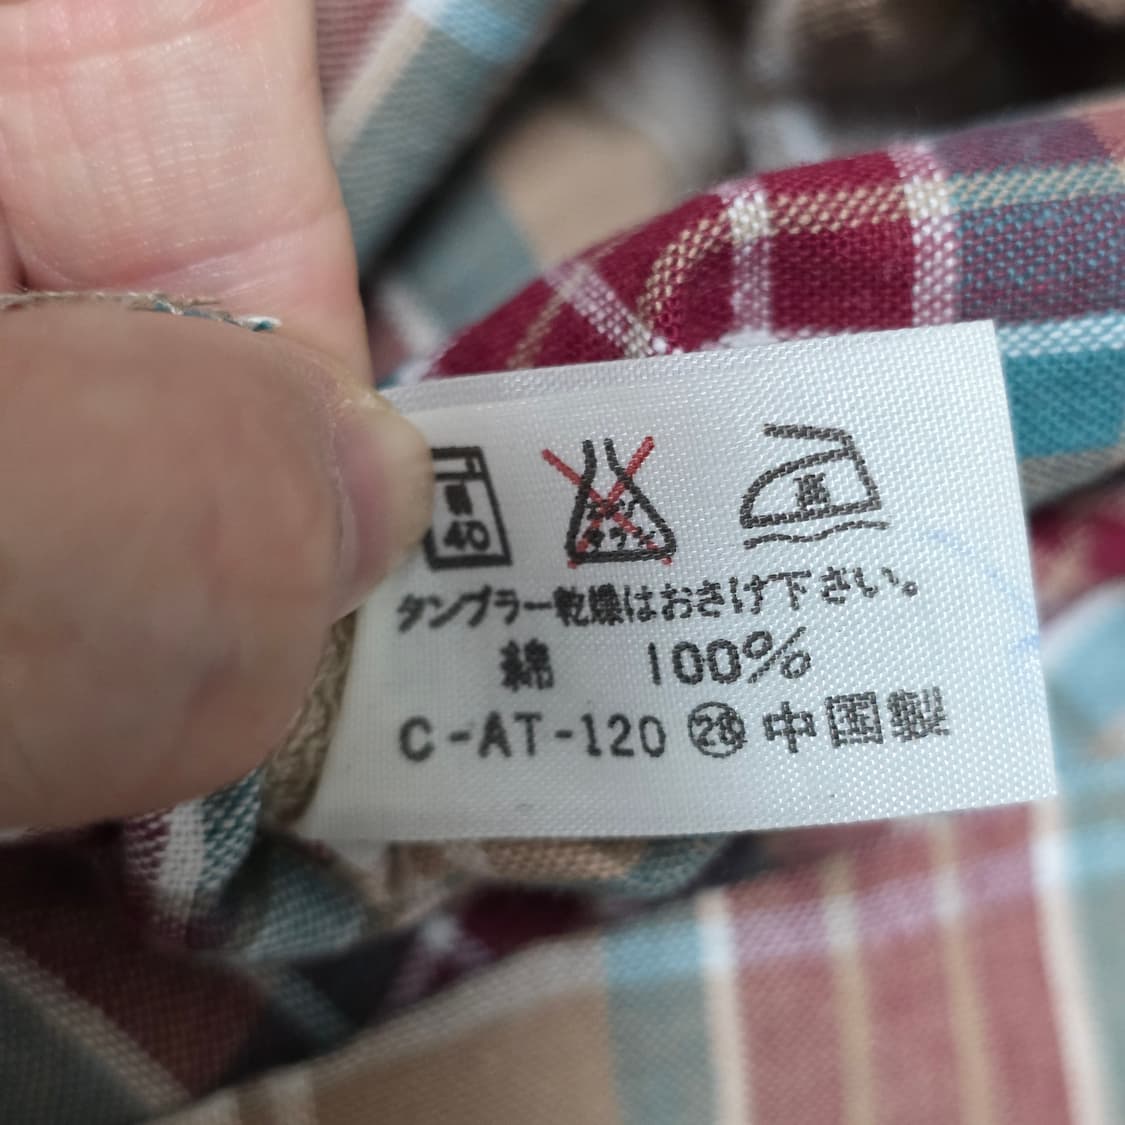 40
タンブラー乾燥はおさけ下さい。
綿 100%
C-AT-120 ㉘ 中国製